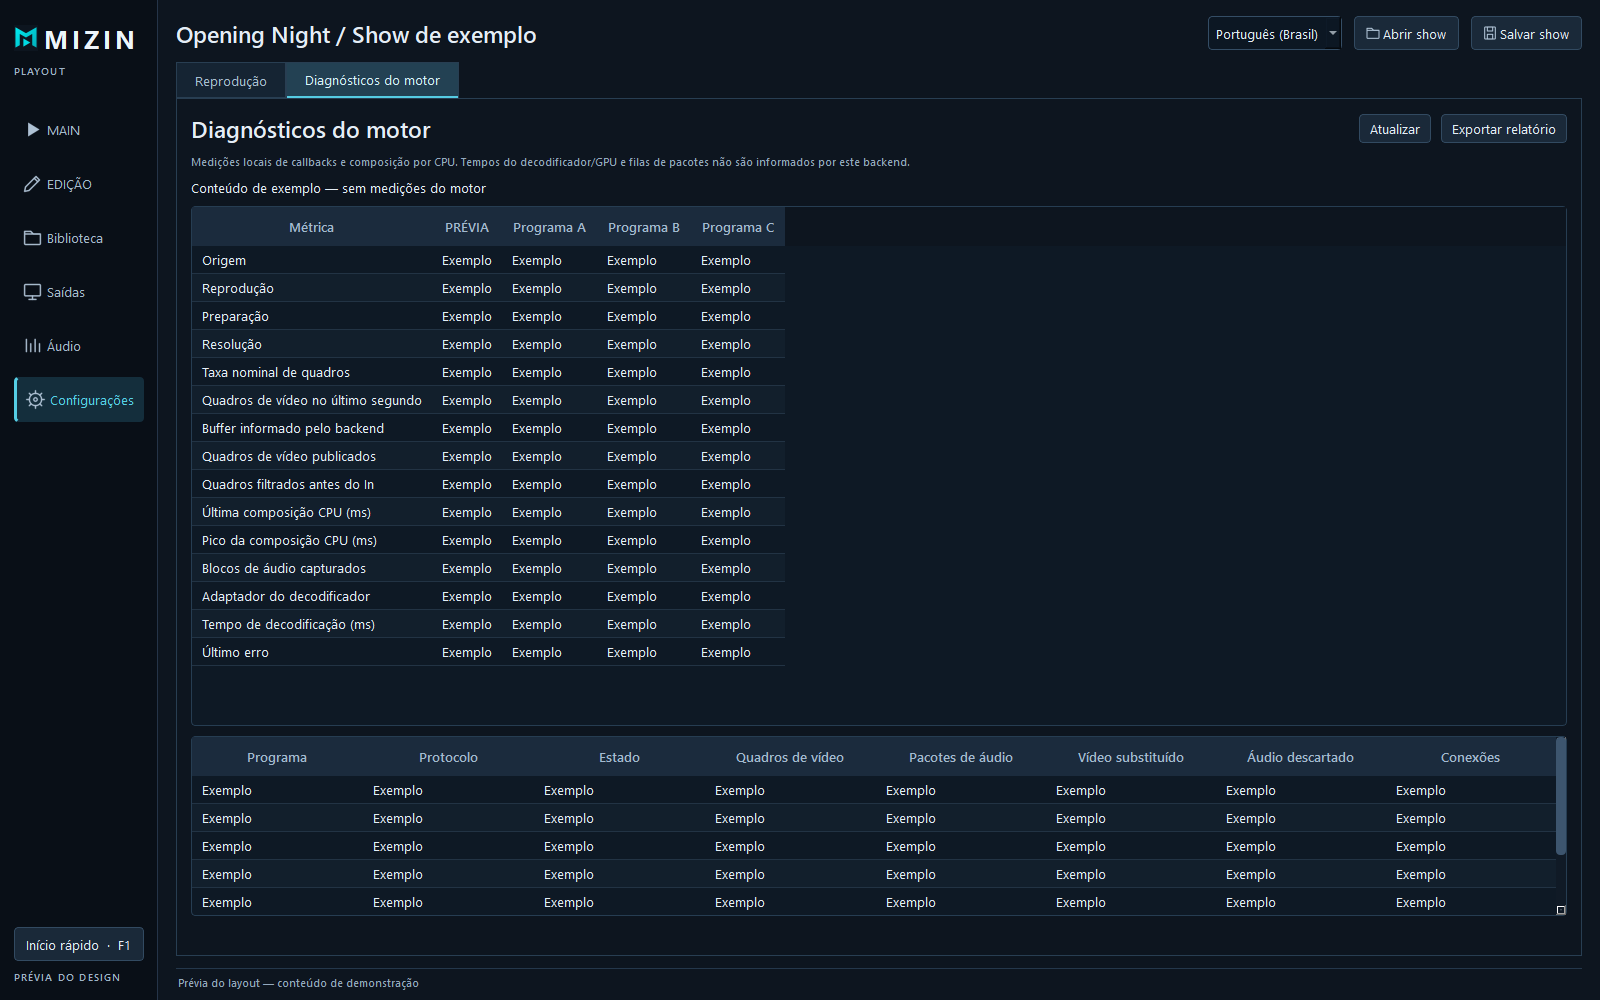 MIZIN
PLAYOUT
MAIN
EDIÇÃO
Biblioteca
Saídas
Áudio
Configurações
Início rápido · F1
PRÉVIA DO DESIGN
Opening Night / Show de exemplo
Português (Brasil) Abrir show Salvar show
Reprodução Diagnósticos do motor
Diagnósticos do motor
Atualizar Exportar relatório
Medições locais de callbacks e composição por CPU. Tempos do decodificador/GPU e filas de pacotes não são informados por este backend.
Conteúdo de exemplo — sem medições do motor
Métrica PRÉVIA Programa A Programa B Programa C
Origem Exemplo Exemplo Exemplo Exemplo
Reprodução Exemplo Exemplo Exemplo Exemplo
Preparação Exemplo Exemplo Exemplo Exemplo
Resolução Exemplo Exemplo Exemplo Exemplo
Taxa nominal de quadros Exemplo Exemplo Exemplo Exemplo
Quadros de vídeo no último segundo Exemplo Exemplo Exemplo Exemplo
Buffer informado pelo backend Exemplo Exemplo Exemplo Exemplo
Quadros de vídeo publicados Exemplo Exemplo Exemplo Exemplo
Quadros filtrados antes do In Exemplo Exemplo Exemplo Exemplo
Última composição CPU (ms) Exemplo Exemplo Exemplo Exemplo
Pico da composição CPU (ms) Exemplo Exemplo Exemplo Exemplo
Blocos de áudio capturados Exemplo Exemplo Exemplo Exemplo
Adaptador do decodificador Exemplo Exemplo Exemplo Exemplo
Tempo de decodificação (ms) Exemplo Exemplo Exemplo Exemplo
Último erro Exemplo Exemplo Exemplo Exemplo
Programa Protocolo Estado Quadros de vídeo Pacotes de áudio Vídeo substituído Áudio descartado Conexões
Exemplo Exemplo Exemplo Exemplo Exemplo Exemplo Exemplo Exemplo
Exemplo Exemplo Exemplo Exemplo Exemplo Exemplo Exemplo Exemplo
Exemplo Exemplo Exemplo Exemplo Exemplo Exemplo Exemplo Exemplo
Exemplo Exemplo Exemplo Exemplo Exemplo Exemplo Exemplo Exemplo
Exemplo Exemplo Exemplo Exemplo Exemplo Exemplo Exemplo Exemplo
Prévia do layout — conteúdo de demonstração